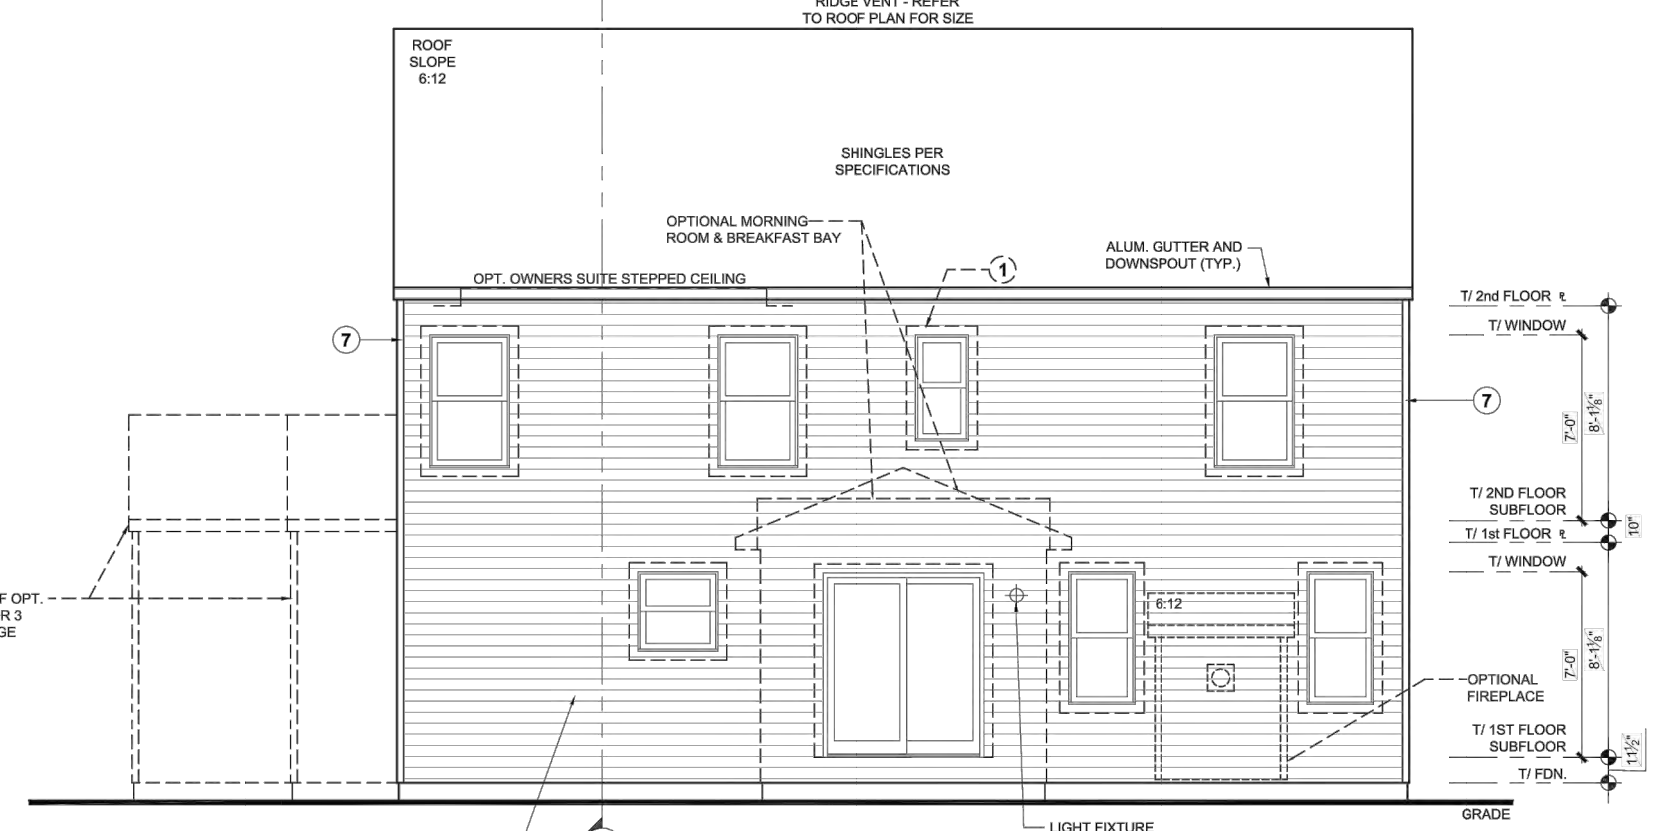 RIDGE VENT - REFER
TO ROOF PLAN FOR SIZE
ROOF
SLOPE
6:12
SHINGLES PER
SPECIFICATIONS
OPTIONAL MORNING
ROOM & BREAKFAST BAY
ALUM. GUTTER AND
DOWNSPOUT (TYP.)
OPT. OWNERS SUITE STEPPED CEILING
1
T/ 2nd FLOOR ℄
T/ WINDOW
7
7
7'-0"
8'-1⅛"
T/ 2ND FLOOR
SUBFLOOR
10"
T/ 1st FLOOR ℄
T/ WINDOW
F OPT.
R 3
GE
6:12
7'-0"
8'-1⅛"
OPTIONAL
FIREPLACE
T/ 1ST FLOOR
SUBFLOOR
11½"
T/ FDN.
GRADE
LIGHT FIXTURE